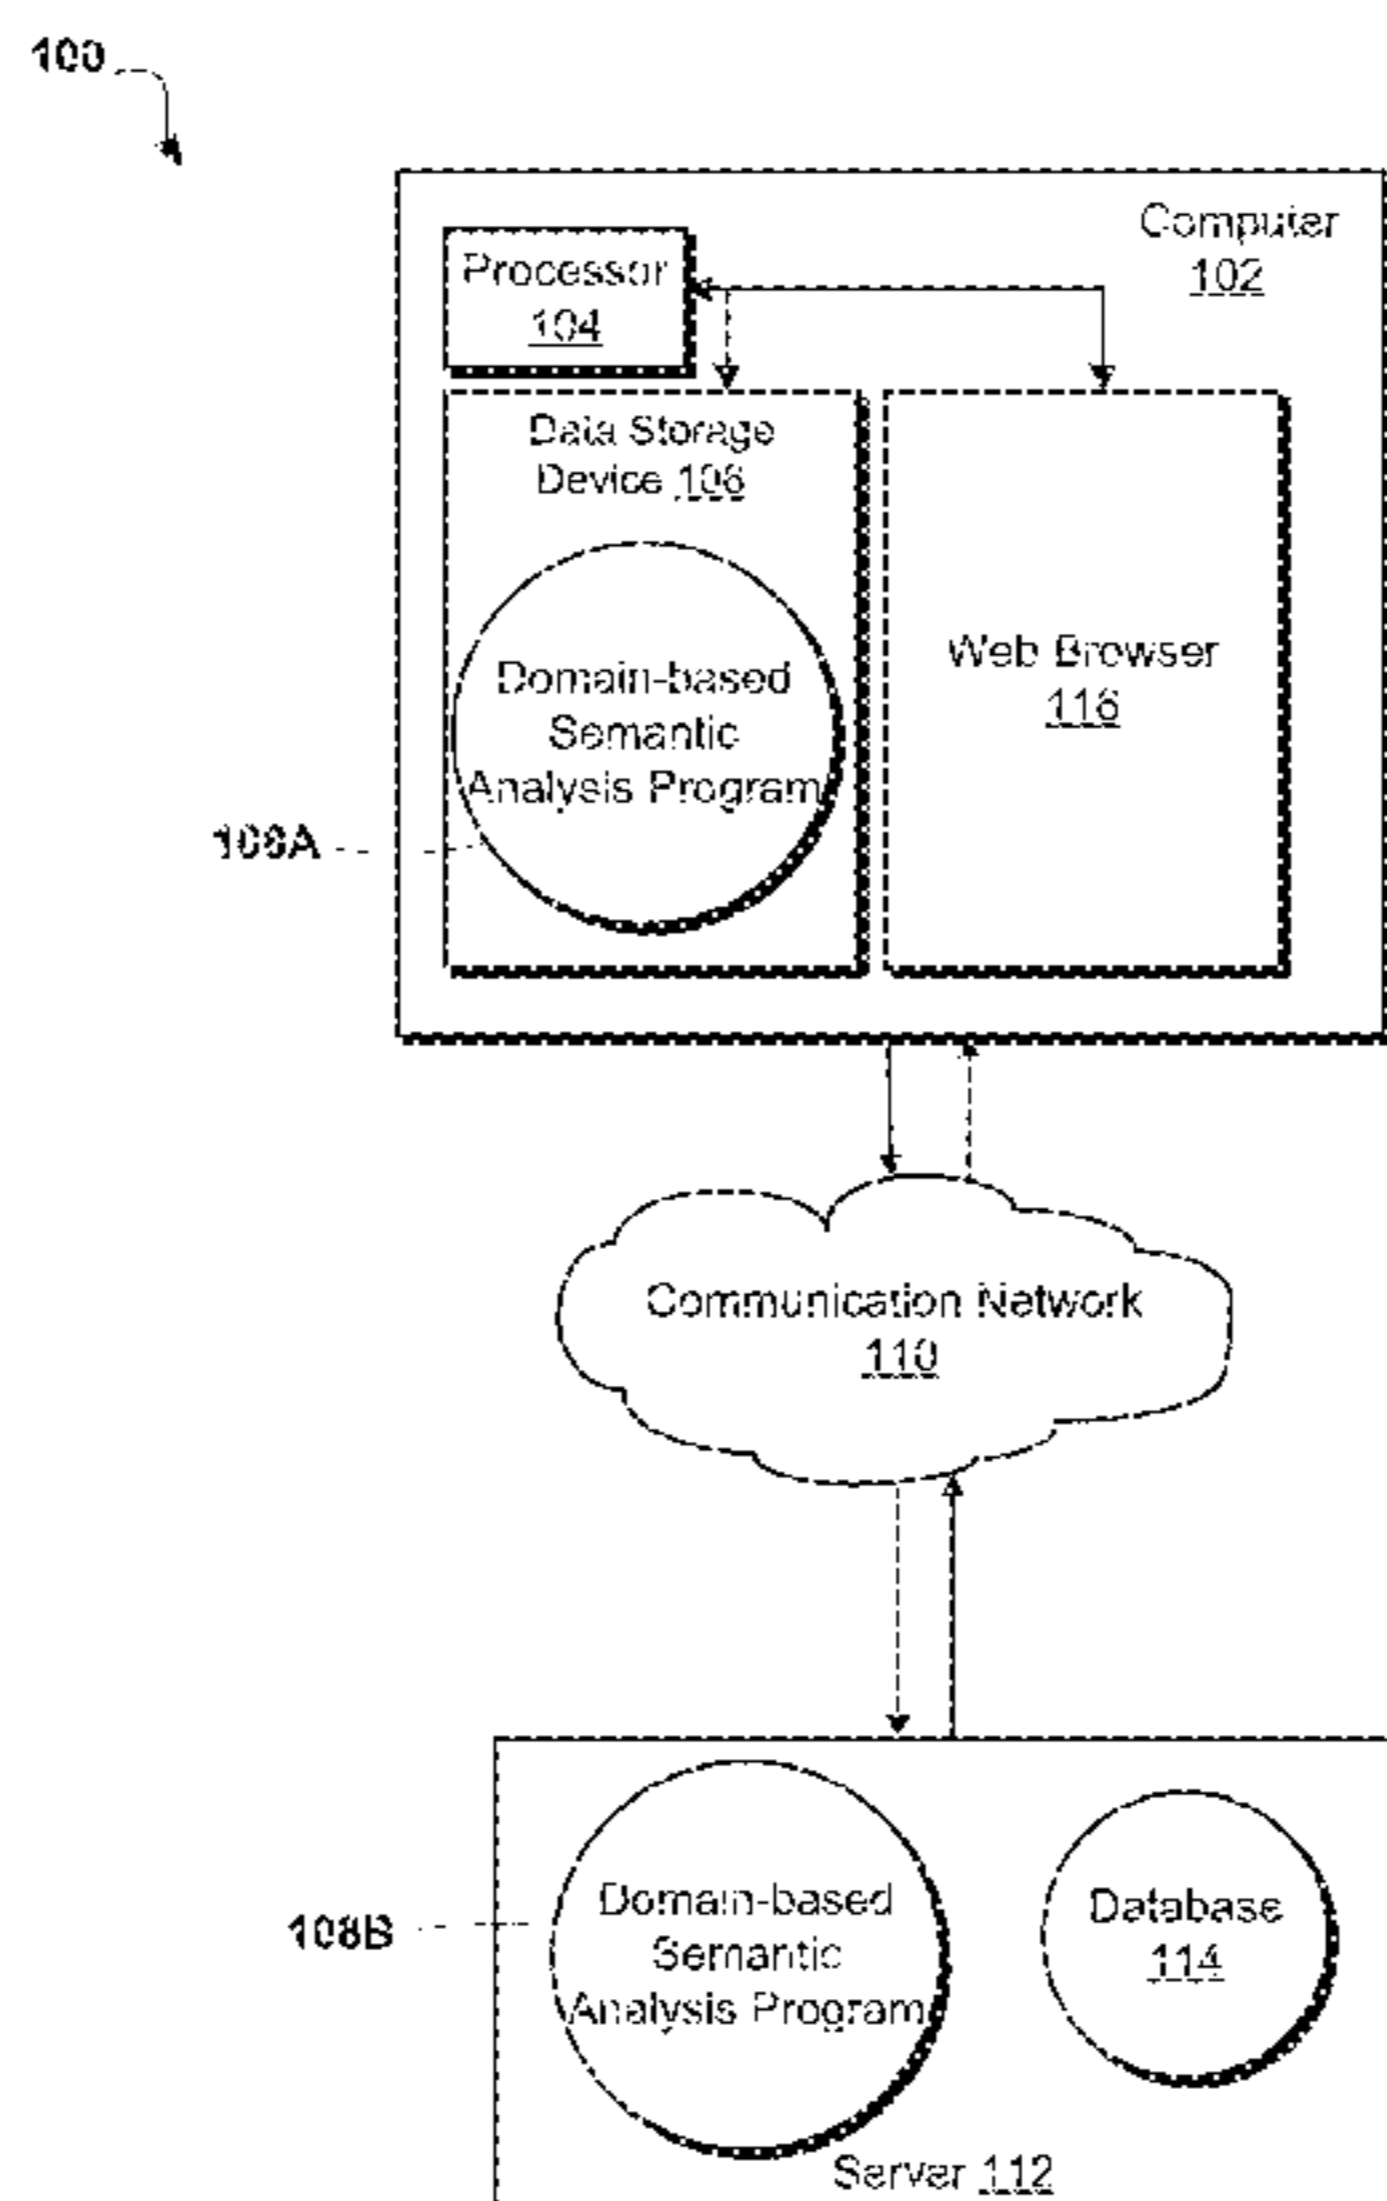 100
Computer
102
Processor
104
Data Storage
Device 106
Domain-based
Semantic
Analysis Program
108A
Web Browser
116
Communication Network
110
108B
Domain-based
Semantic
Analysis Program
Database
114
Server 112